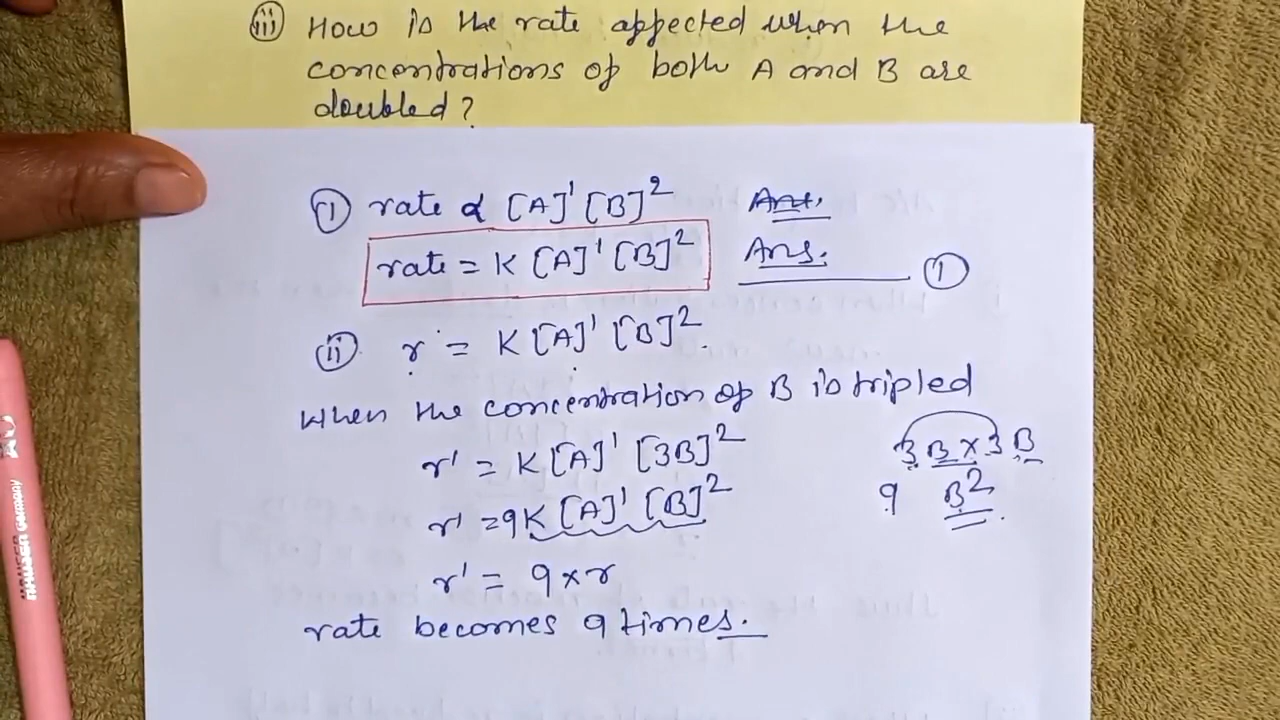 (iii) How is the rate affected when the
concentrations of both A and B are
doubled?
(i) rate α [A]¹ [B]² Ans.
rate = K [A]¹ [B]² Ans. (1)
(ii) r = K [A]¹ [B]².
When the concentration of B is tripled
r' = K [A]¹ [3B]² 3B × 3B
r' = 9K [A]¹ [B]² 9 B²
r' = 9 × r
rate becomes 9 times.
HAUSER Germany